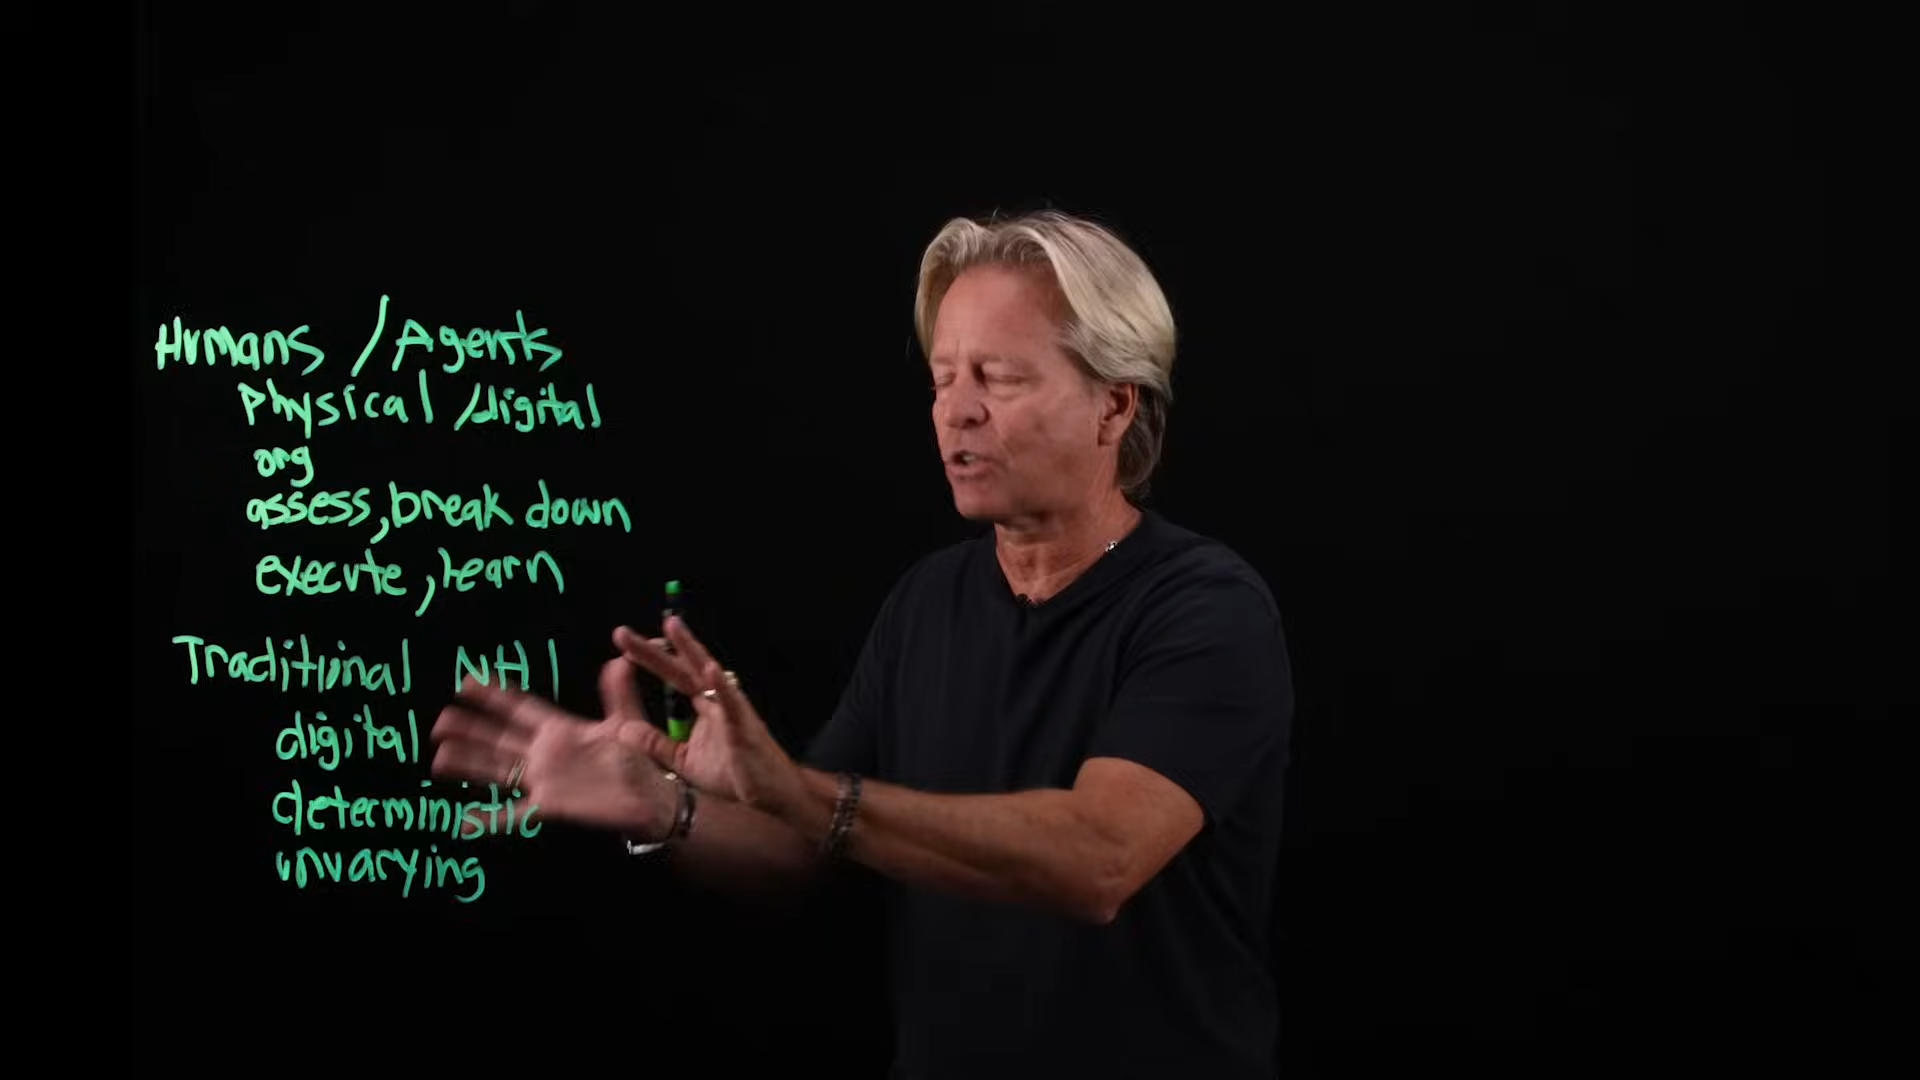 Humans / Agents
Physical / digital
org
assess, break down
execute, learn
Traditional NHI
digital
deterministic
unvarying